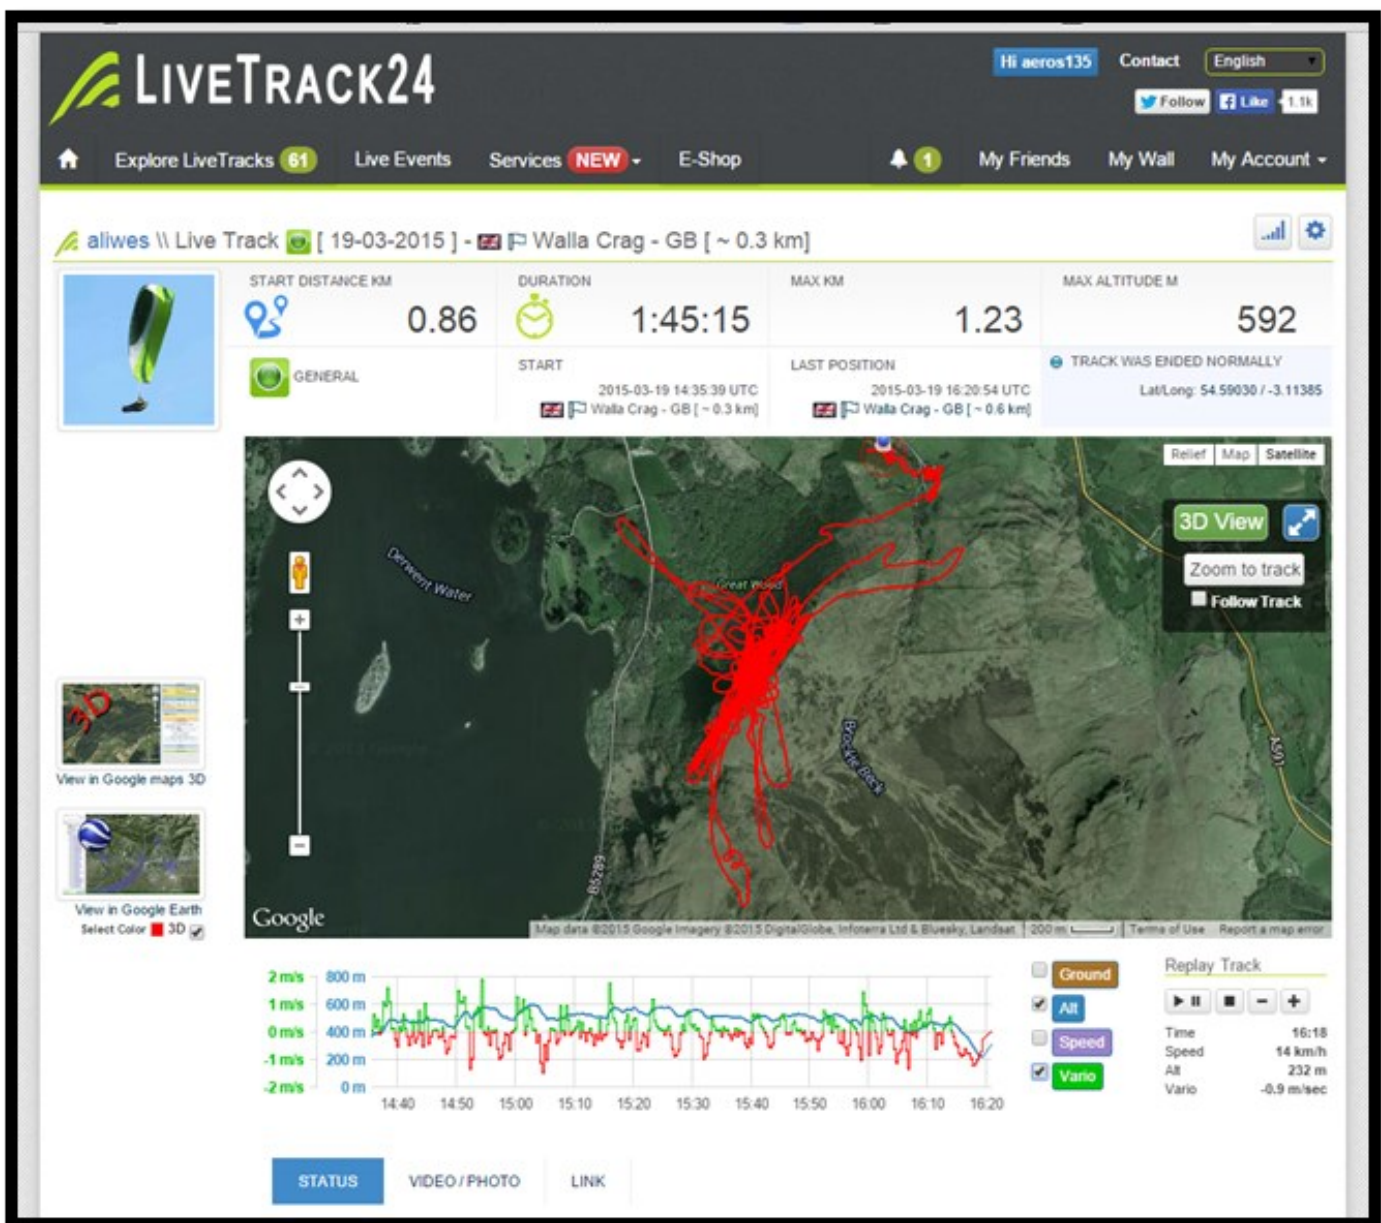 LIVETRACK24
Hi aeros135 Contact English
Follow Like 1.1k
Explore LiveTracks 61 Live Events Services NEW E-Shop 1 My Friends My Wall My Account
aliwes \\ Live Track [ 19-03-2015 ] - Walla Crag - GB [ ~ 0.3 km]
START DISTANCE KM DURATION MAX KM MAX ALTITUDE M
0.86 1:45:15 1.23 592
GENERAL START LAST POSITION TRACK WAS ENDED NORMALLY
2015-03-19 14:35:39 UTC 2015-03-19 16:20:54 UTC Lat/Long: 54.59030 / -3.11385
Walla Crag - GB [ ~ 0.3 km] Walla Crag - GB [ ~ 0.6 km]
Relief Map Satellite
3D View
Zoom to track
Follow Track
Derwent Water
Great Wood
Brockle Beck
A591
B5289
3D
View in Google maps 3D
View in Google Earth
Select Color 3D
Google
Map data ©2015 Google Imagery ©2015 DigitalGlobe, Infoterra Ltd & Bluesky, Landsat 200 m Terms of Use Report a map error
2 m/s 800 m
1 m/s 600 m
0 m/s 400 m
-1 m/s 200 m
-2 m/s 0 m
14:40 14:50 15:00 15:10 15:20 15:30 15:40 15:50 16:00 16:10 16:20
Ground
Alt
Speed
Vario
Replay Track
Time 16:18
Speed 14 km/h
Alt 232 m
Vario -0.9 m/sec
STATUS VIDEO / PHOTO LINK